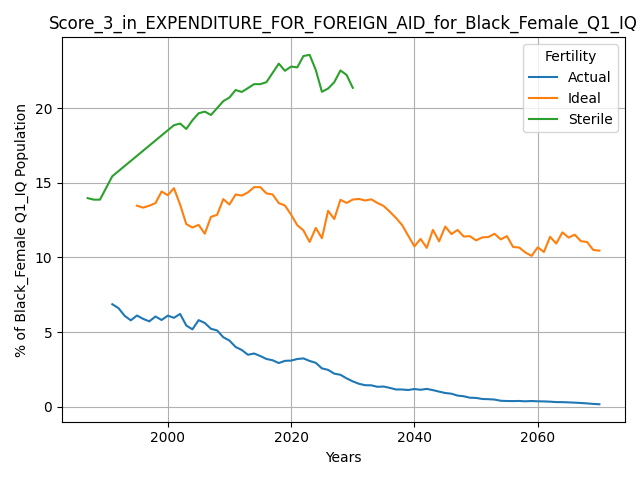 Score_3_in_EXPENDITURE_FOR_FOREIGN_AID_for_Black_Female_Q1_IQ
Fertility
Actual
Ideal
Sterile
% of Black_Female Q1_IQ Population
20
15
10
5
0
2000
2020
2040
2060
Years